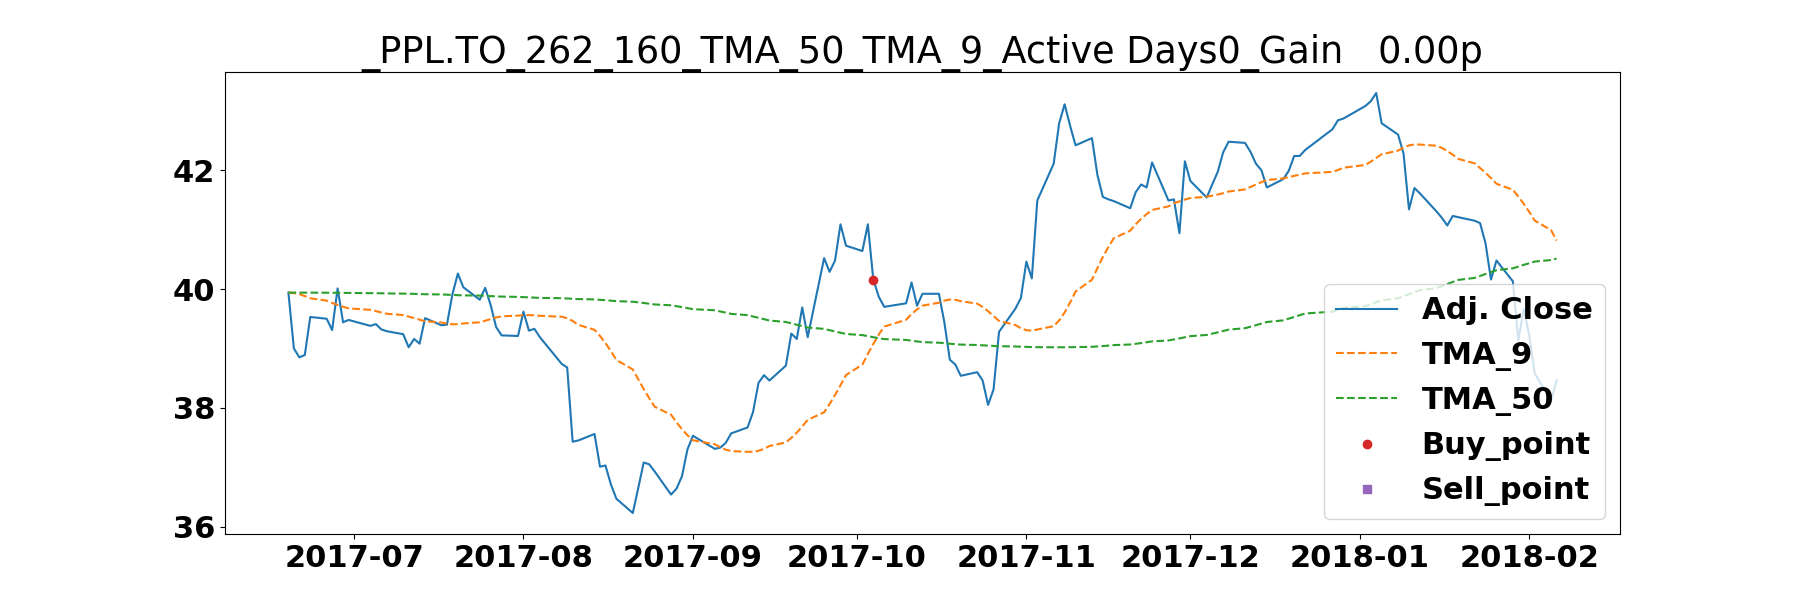 _PPL.TO_262_160_TMA_50_TMA_9_Active Days0_Gain   0.00p
42
40
38
36
Adj. Close
TMA_9
TMA_50
Buy_point
Sell_point
2017-07 2017-08 2017-09 2017-10 2017-11 2017-12 2018-01 2018-02